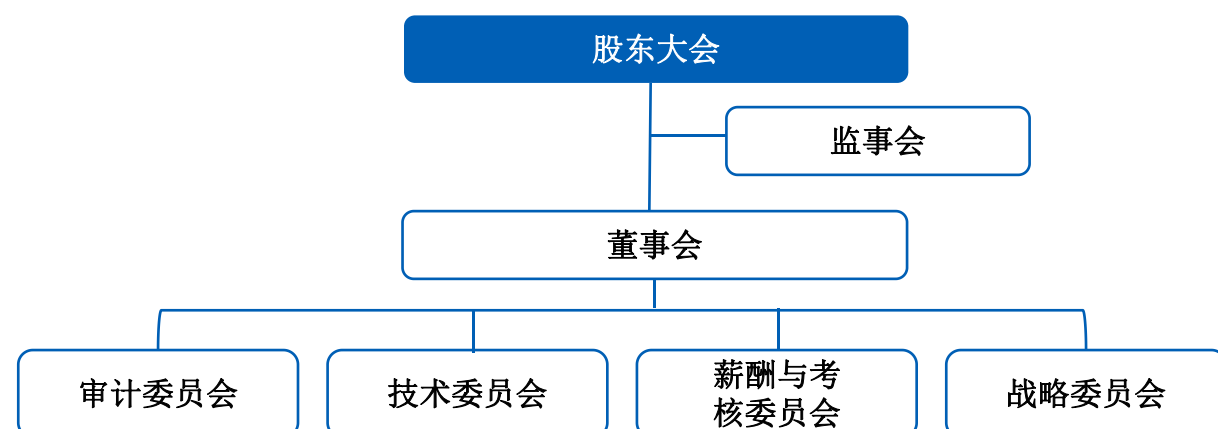 股东大会
监事会
董事会
审计委员会
技术委员会
薪酬与考
核委员会
战略委员会